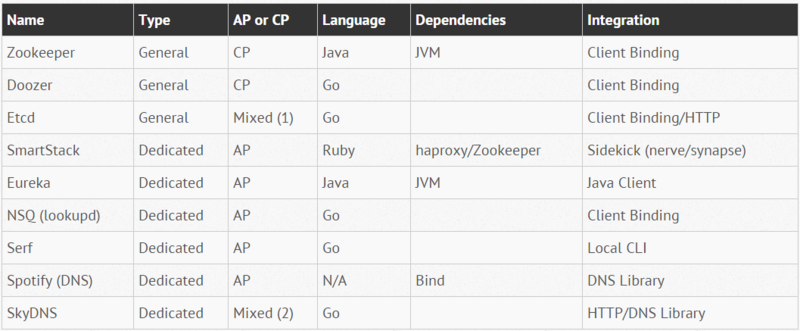 Name Type AP or CP Language Dependencies Integration
Zookeeper General CP Java JVM Client Binding
Doozer General CP Go Client Binding
Etcd General Mixed (1) Go Client Binding/HTTP
SmartStack Dedicated AP Ruby haproxy/Zookeeper Sidekick (nerve/synapse)
Eureka Dedicated AP Java JVM Java Client
NSQ (lookupd) Dedicated AP Go Client Binding
Serf Dedicated AP Go Local CLI
Spotify (DNS) Dedicated AP N/A Bind DNS Library
SkyDNS Dedicated Mixed (2) Go HTTP/DNS Library